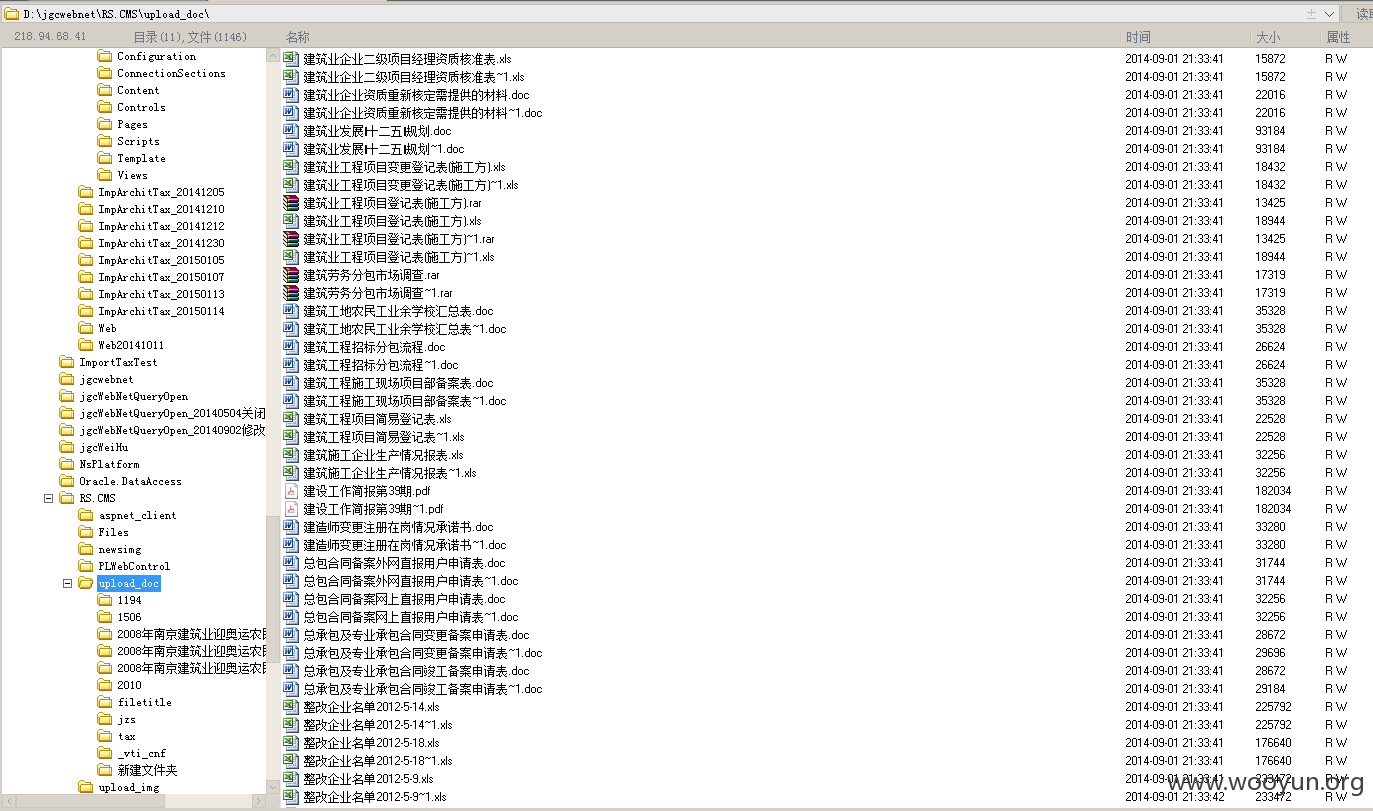 D:\jgcwebnet\RS.CMS\upload_doc\
218.94.68.41 目录(11),文件(1146) 名称 时间 大小 属性
Configuration
ConnectionSections
Content
Controls
Pages
Scripts
Template
Views
ImpArchitTax_20141205
ImpArchitTax_20141210
ImpArchitTax_20141212
ImpArchitTax_20141230
ImpArchitTax_20150105
ImpArchitTax_20150107
ImpArchitTax_20150113
ImpArchitTax_20150114
Web
Web20141011
ImportTaxTest
jgcwebnet
jgcWebNetQueryOpen
jgcWebNetQueryOpen_20140504关闭
jgcWebNetQueryOpen_20140902修改
jgcWeiHu
NsPlatform
Oracle.DataAccess
RS.CMS
aspnet_client
Files
newsimg
PLWebControl
upload_doc
1194
1506
2008年南京建筑业迎奥运农
2008年南京建筑业迎奥运农
2008年南京建筑业迎奥运农
2010
filetitle
jzs
tax
_vti_cnf
新建文件夹
upload_img
建筑业企业二级项目经理资质核准表.xls 2014-09-01 21:33:41 15872 R W
建筑业企业二级项目经理资质核准表~1.xls 2014-09-01 21:33:41 15872 R W
建筑业企业资质重新核定需提供的材料.doc 2014-09-01 21:33:41 22016 R W
建筑业企业资质重新核定需提供的材料~1.doc 2014-09-01 21:33:41 22016 R W
建筑业发展十二五规划.doc 2014-09-01 21:33:41 93184 R W
建筑业发展十二五规划~1.doc 2014-09-01 21:33:41 93184 R W
建筑业工程项目变更登记表(施工方).xls 2014-09-01 21:33:41 18432 R W
建筑业工程项目变更登记表(施工方)~1.xls 2014-09-01 21:33:41 18432 R W
建筑业工程项目登记表(施工方).rar 2014-09-01 21:33:41 13425 R W
建筑业工程项目登记表(施工方).xls 2014-09-01 21:33:41 18944 R W
建筑业工程项目登记表(施工方)~1.rar 2014-09-01 21:33:41 13425 R W
建筑业工程项目登记表(施工方)~1.xls 2014-09-01 21:33:41 18944 R W
建筑劳务分包市场调查.rar 2014-09-01 21:33:41 17319 R W
建筑劳务分包市场调查~1.rar 2014-09-01 21:33:41 17319 R W
建筑工地农民工业余学校汇总表.doc 2014-09-01 21:33:41 35328 R W
建筑工地农民工业余学校汇总表~1.doc 2014-09-01 21:33:41 35328 R W
建筑工程招标分包流程.doc 2014-09-01 21:33:41 26624 R W
建筑工程招标分包流程~1.doc 2014-09-01 21:33:41 26624 R W
建筑工程施工现场项目部备案表.doc 2014-09-01 21:33:41 35328 R W
建筑工程施工现场项目部备案表~1.doc 2014-09-01 21:33:41 35328 R W
建筑工程项目简易登记表.xls 2014-09-01 21:33:41 22528 R W
建筑工程项目简易登记表~1.xls 2014-09-01 21:33:41 22528 R W
建筑施工企业生产情况报表.xls 2014-09-01 21:33:41 32256 R W
建筑施工企业生产情况报表~1.xls 2014-09-01 21:33:41 32256 R W
建设工作简报第39期.pdf 2014-09-01 21:33:41 182034 R W
建设工作简报第39期~1.pdf 2014-09-01 21:33:41 182034 R W
建造师变更注册在岗情况承诺书.doc 2014-09-01 21:33:41 33280 R W
建造师变更注册在岗情况承诺书~1.doc 2014-09-01 21:33:41 33280 R W
总包合同备案外网直报用户申请表.doc 2014-09-01 21:33:41 31744 R W
总包合同备案外网直报用户申请表~1.doc 2014-09-01 21:33:41 31744 R W
总包合同备案网上直报用户申请表.doc 2014-09-01 21:33:41 32256 R W
总包合同备案网上直报用户申请表~1.doc 2014-09-01 21:33:41 32256 R W
总承包及专业承包合同变更备案申请表.doc 2014-09-01 21:33:41 28672 R W
总承包及专业承包合同变更备案申请表~1.doc 2014-09-01 21:33:41 29696 R W
总承包及专业承包合同竣工备案申请表.doc 2014-09-01 21:33:41 28672 R W
总承包及专业承包合同竣工备案申请表~1.doc 2014-09-01 21:33:41 29184 R W
整改企业名单2012-5-14.xls 2014-09-01 21:33:41 225792 R W
整改企业名单2012-5-14~1.xls 2014-09-01 21:33:41 225792 R W
整改企业名单2012-5-18.xls 2014-09-01 21:33:41 176640 R W
整改企业名单2012-5-18~1.xls 2014-09-01 21:33:41 176640 R W
整改企业名单2012-5-9.xls 2014-09-01 21:33:41 233472 R W
整改企业名单2012-5-9~1.xls 2014-09-01 21:33:42 233472 R W
www.wooyun.org